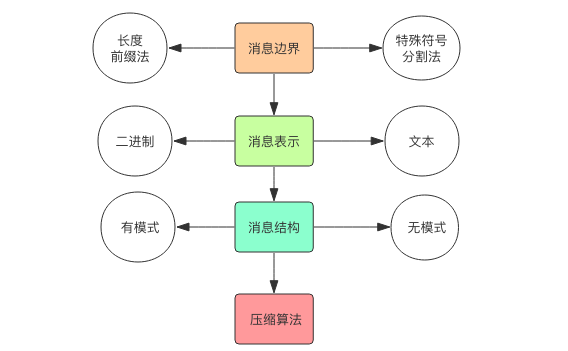 长度
前缀法
消息边界
特殊符号
分割法
二进制
消息表示
文本
有模式
消息结构
无模式
压缩算法